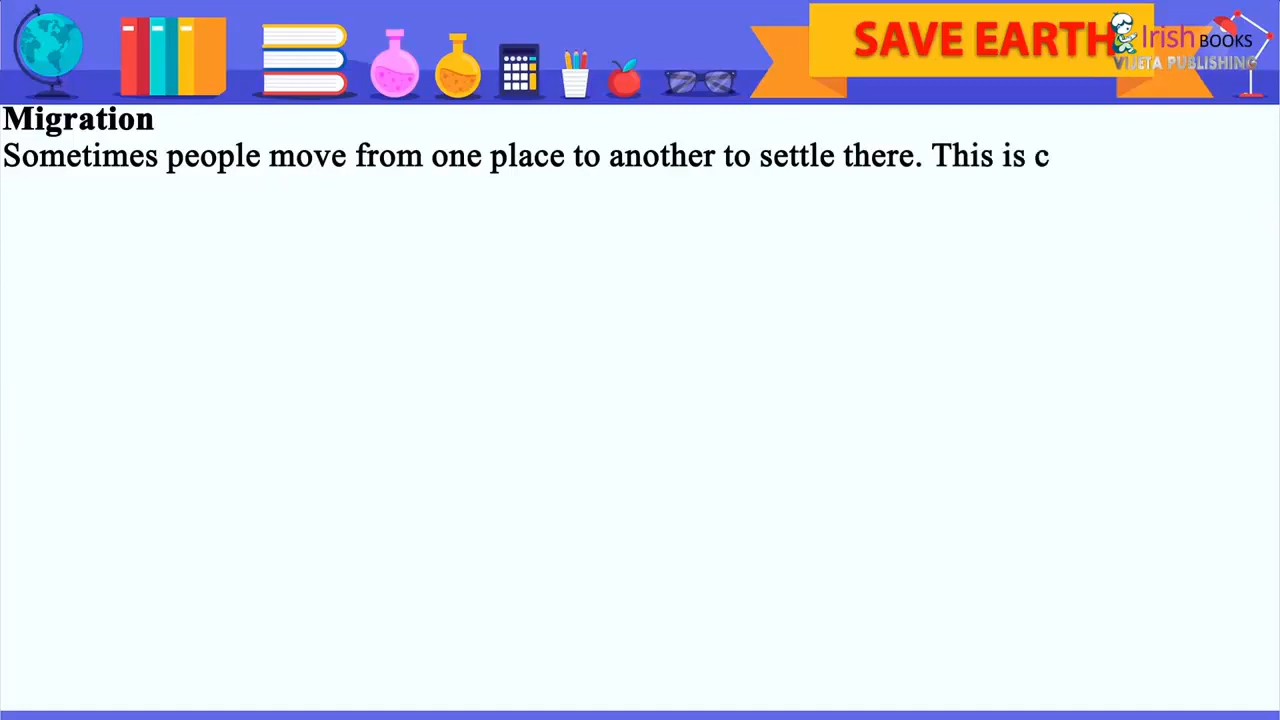 SAVE EARTH
Irish BOOKS
VIJETA PUBLISHING
Migration
Sometimes people move from one place to another to settle there. This is c